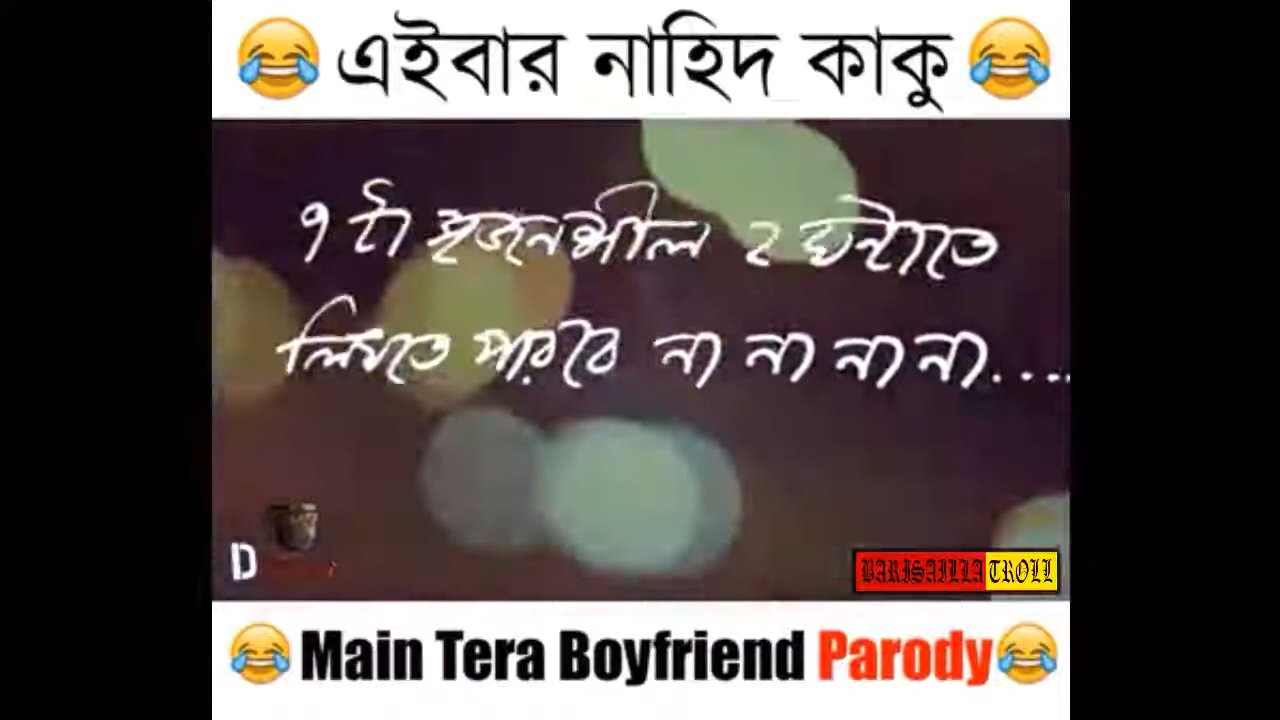 এইবার নাহিদ কাকু
৭ টা সৃজনশীল ২ ঘন্টাতে
লিখতে পারবে না না না না....
D
BARISAILLA TROLL
Main Tera Boyfriend Parody